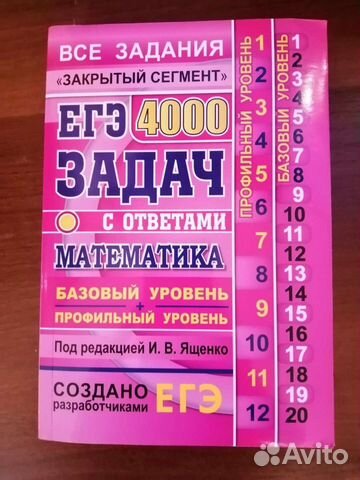 ВСЕ ЗАДАНИЯ
«ЗАКРЫТЫЙ СЕГМЕНТ»
ЕГЭ 4000
ЗАДАЧ
С ОТВЕТАМИ
МАТЕМАТИКА
БАЗОВЫЙ УРОВЕНЬ
+
ПРОФИЛЬНЫЙ УРОВЕНЬ
Под редакцией И. В. Ященко
СОЗДАНО
разработчиками ЕГЭ
ПРОФИЛЬНЫЙ УРОВЕНЬ
1
2
3
4
5
6
7
8
9
10
11
12
БАЗОВЫЙ УРОВЕНЬ
1
2
3
4
5
6
7
8
9
10
11
12
13
14
15
16
17
18
19
20
Avito